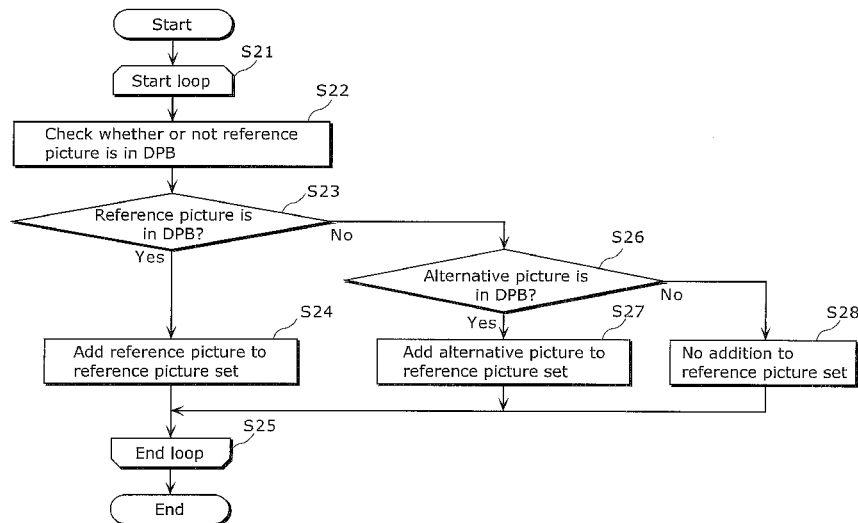 Start
S21
Start loop
S22
Check whether or not reference
picture is in DPB
S23
Reference picture is
in DPB?
No
Yes
S26
Alternative picture is
in DPB?
No
Yes
S24
Add reference picture to
reference picture set
S27
Add alternative picture to
reference picture set
S28
No addition to
reference picture set
S25
End loop
End